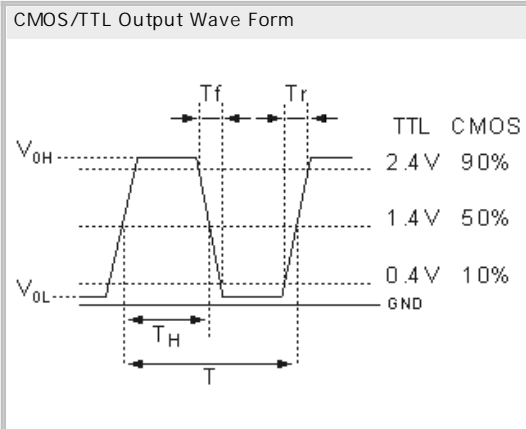 CMOS/TTL Output Wave Form
Tf Tr
TTL CMOS
V0H 2.4V 90%
1.4V 50%
0.4V 10%
V0L GND
TH
T